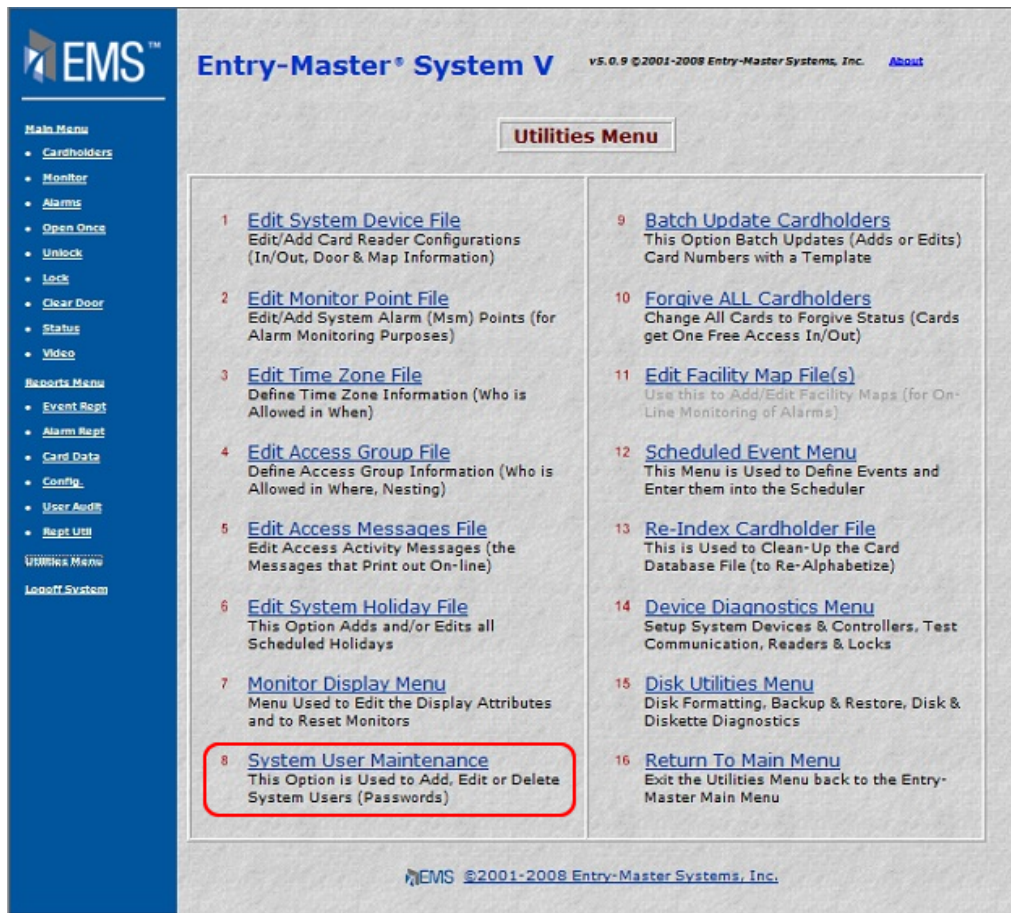 EMS™
Entry-Master® System V
v5.0.9 ©2001-2008 Entry-Master Systems, Inc.
About
Main Menu
• Cardholders
• Monitor
• Alarms
• Open Once
• Unlock
• Lock
• Clear Door
• Status
• Video
Reports Menu
• Event Rept
• Alarm Rept
• Card Data
• Config.
• User Audit
• Rept Util
Utilities Menu
Logoff System
Utilities Menu
1 Edit System Device File
Edit/Add Card Reader Configurations
(In/Out, Door & Map Information)
2 Edit Monitor Point File
Edit/Add System Alarm (Msm) Points (for
Alarm Monitoring Purposes)
3 Edit Time Zone File
Define Time Zone Information (Who is
Allowed in When)
4 Edit Access Group File
Define Access Group Information (Who is
Allowed in Where, Nesting)
5 Edit Access Messages File
Edit Access Activity Messages (the
Messages that Print out On-line)
6 Edit System Holiday File
This Option Adds and/or Edits all
Scheduled Holidays
7 Monitor Display Menu
Menu Used to Edit the Display Attributes
and to Reset Monitors
8 System User Maintenance
This Option is Used to Add, Edit or Delete
System Users (Passwords)
9 Batch Update Cardholders
This Option Batch Updates (Adds or Edits)
Card Numbers with a Template
10 Forgive ALL Cardholders
Change All Cards to Forgive Status (Cards
get One Free Access In/Out)
11 Edit Facility Map File(s)
Use this to Add/Edit Facility Maps (for On-
Line Monitoring of Alarms)
12 Scheduled Event Menu
This Menu is Used to Define Events and
Enter them into the Scheduler
13 Re-Index Cardholder File
This is Used to Clean-Up the Card
Database File (to Re-Alphabetize)
14 Device Diagnostics Menu
Setup System Devices & Controllers, Test
Communication, Readers & Locks
15 Disk Utilities Menu
Disk Formatting, Backup & Restore, Disk &
Diskette Diagnostics
16 Return To Main Menu
Exit the Utilities Menu back to the Entry-
Master Main Menu
EMS ©2001-2008 Entry-Master Systems, Inc.